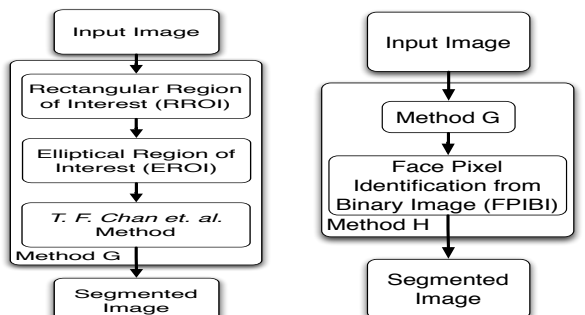 Input Image
Rectangular Region
of Interest (RROI)
Elliptical Region of
Interest (EROI)
T. F. Chan et. al.
Method
Method G
Segmented
Image
Input Image
Method G
Face Pixel
Identification from
Binary Image (FPIBI)
Method H
Segmented
Image